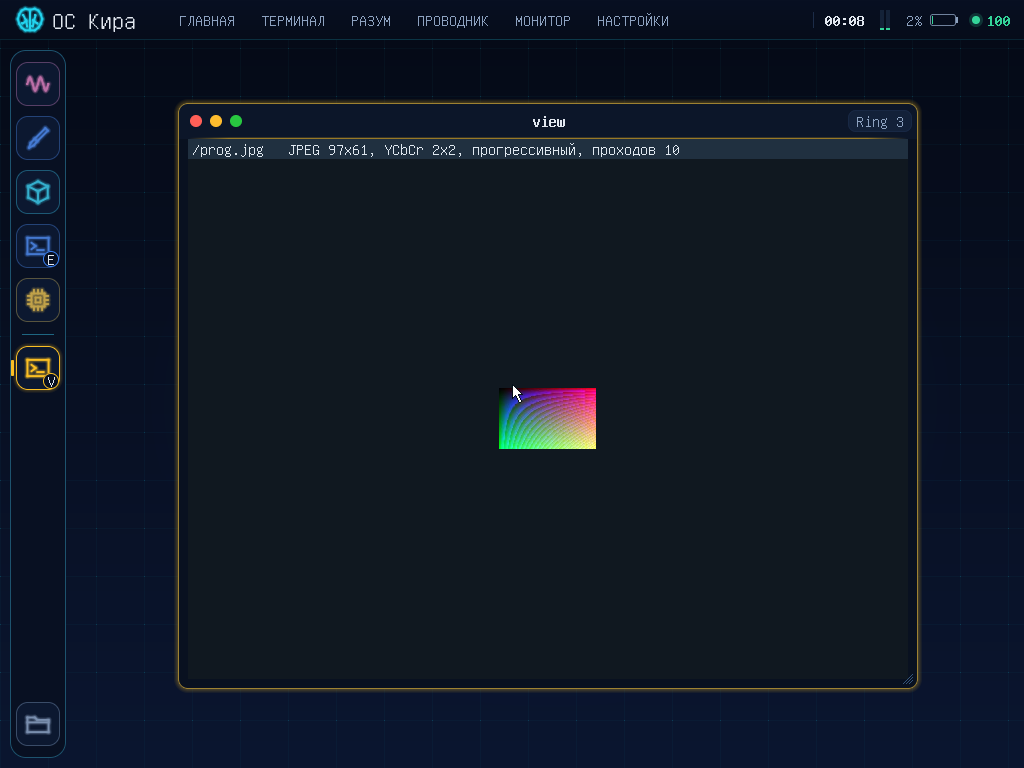 ОС Кира ГЛАВНАЯ ТЕРМИНАЛ РАЗУМ ПРОВОДНИК МОНИТОР НАСТРОЙКИ 00:08 2% 100
view Ring 3
/prog.jpg JPEG 97x61, YCbCr 2x2, прогрессивный, проходов 10
E
V